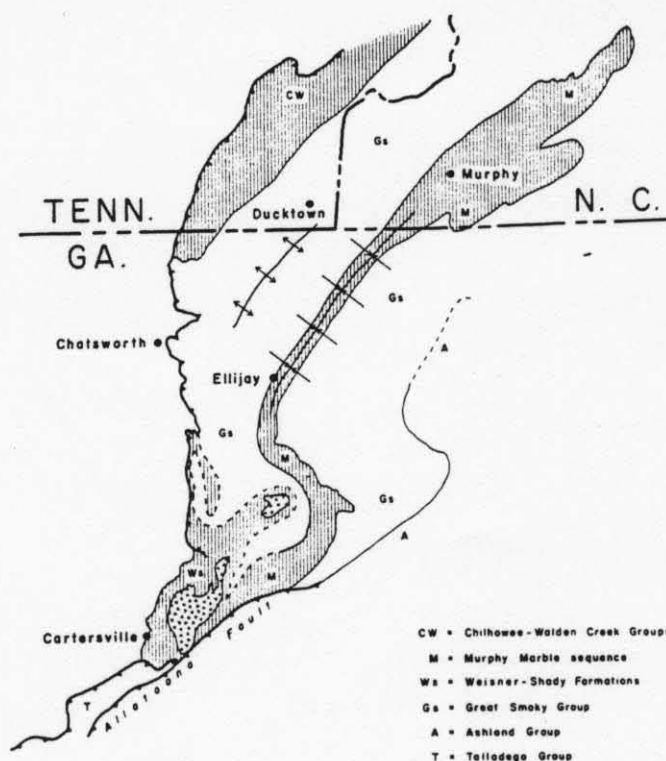 CW
M
Gs
Murphy
TENN.
Ducktown
M
N. C.
GA.
Gs
Chatsworth
A
Ellijay
Gs
M
Gs
A
Ws
M
Cartersville
Allatoona Fault
T
CW = Chilhowee-Walden Creek Groups
M = Murphy Marble sequence
Ws = Weisner-Shady Formations
Gs = Great Smoky Group
A = Ashland Group
T = Talladega Group